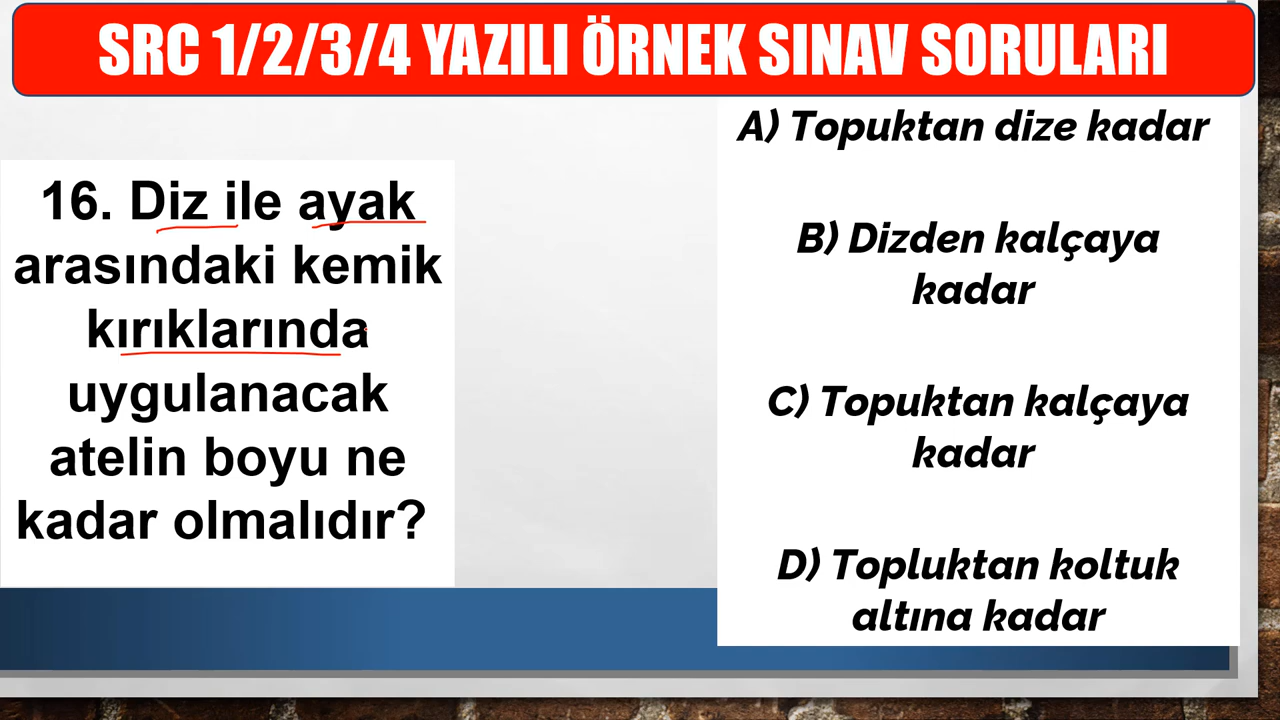 SRC 1/2/3/4 YAZILI ÖRNEK SINAV SORULARI
16. Diz ile ayak
arasındaki kemik
kırıklarında
uygulanacak
atelin boyu ne
kadar olmalıdır?
A) Topuktan dize kadar
B) Dizden kalçaya
kadar
C) Topuktan kalçaya
kadar
D) Topluktan koltuk
altına kadar